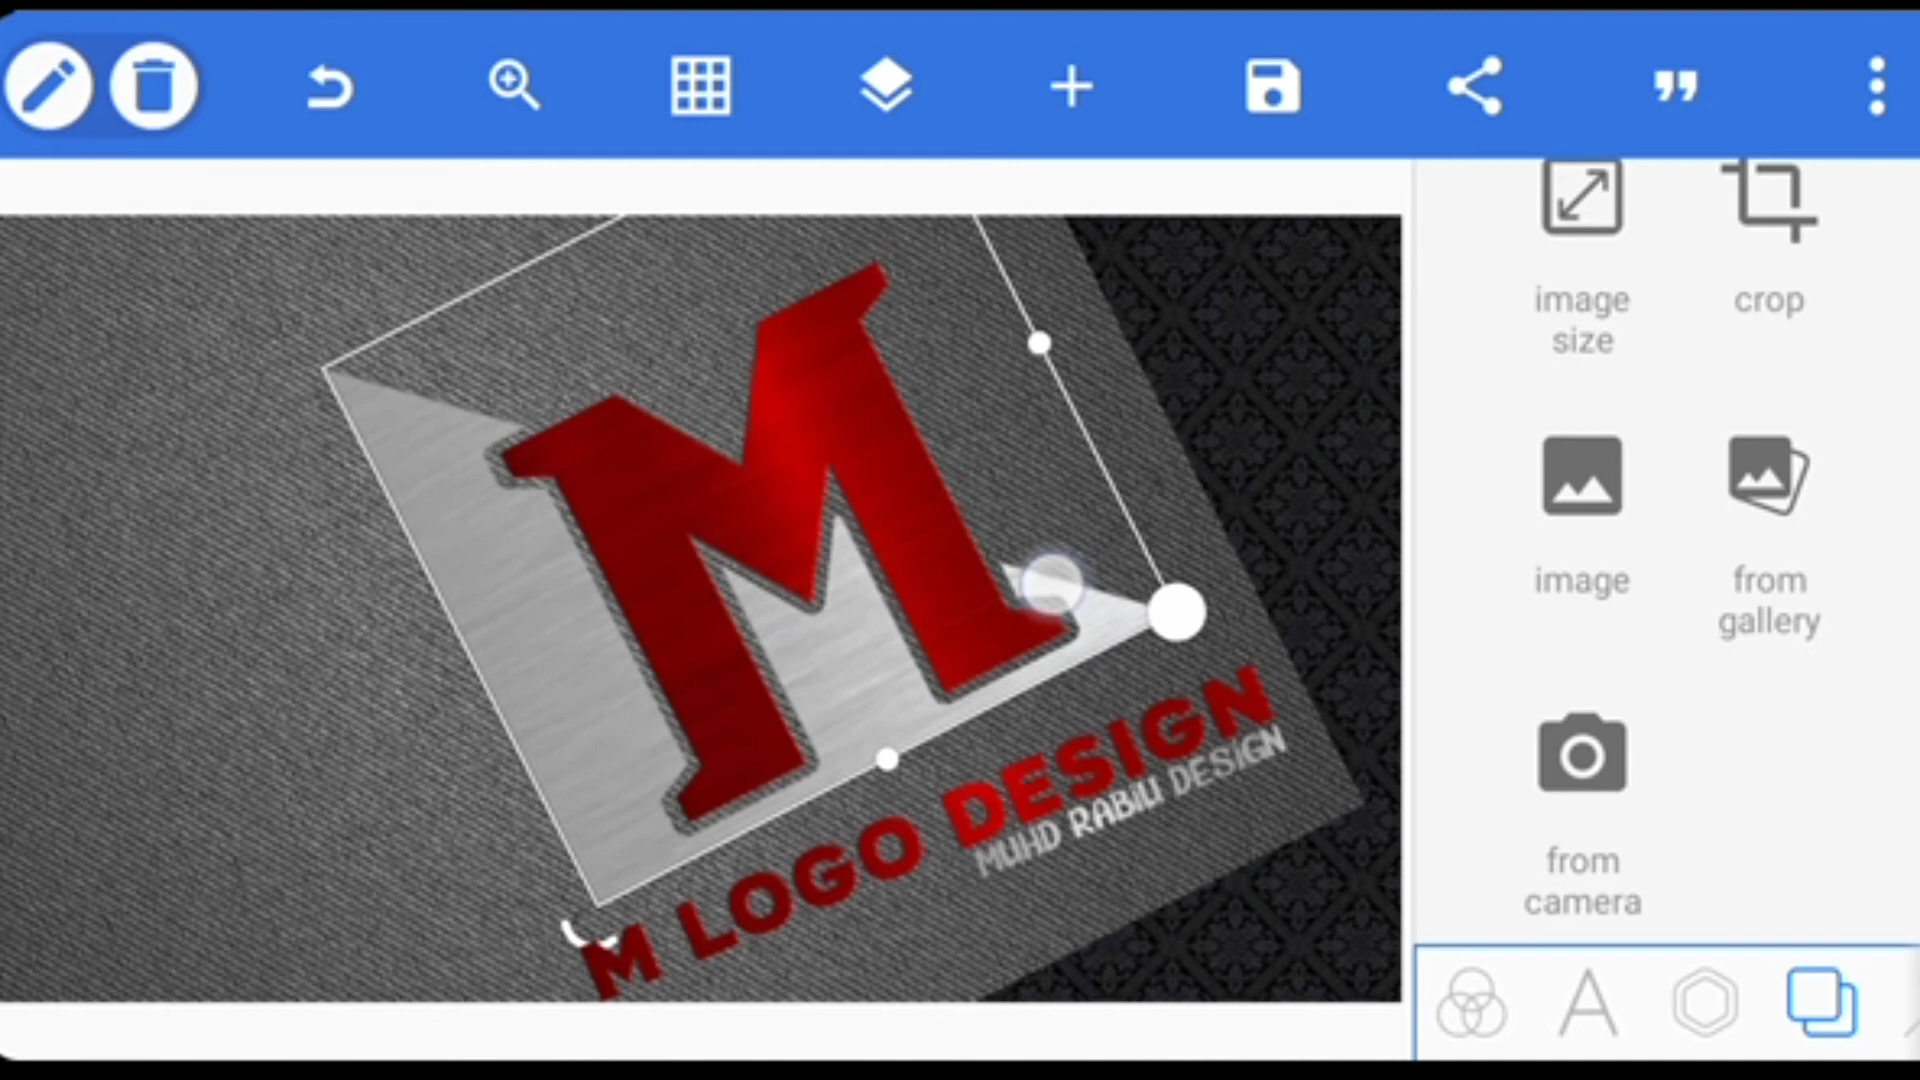 image
size
crop
image
from
gallery
from
camera
M
M LOGO DESIGN
MUHD RABIU DESIGN